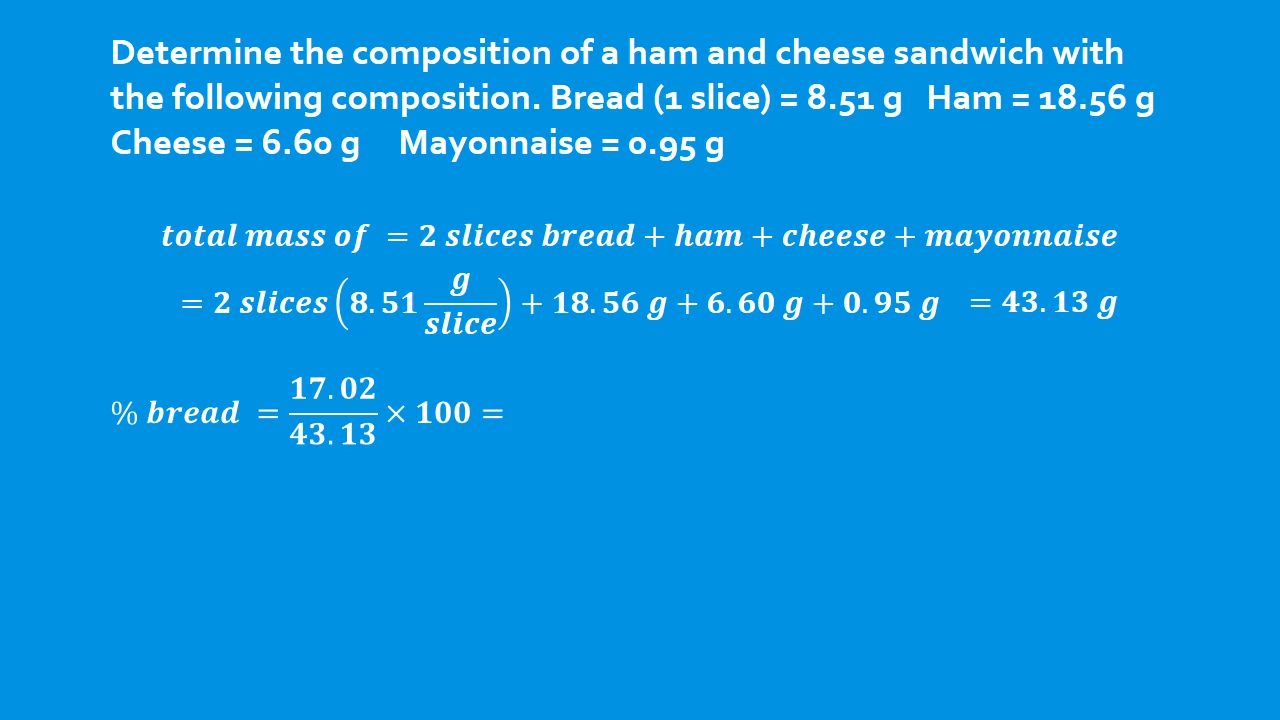 Determine the composition of a ham and cheese sandwich with
the following composition. Bread (1 slice) = 8.51 g   Ham = 18.56 g
Cheese = 6.60 g     Mayonnaise = 0.95 g
total mass of = 2 slices bread + ham + cheese + mayonnaise
= 2 slices (8.51 g/slice) + 18.56 g + 6.60 g + 0.95 g = 43.13 g
% bread = 17.02/43.13 × 100 =